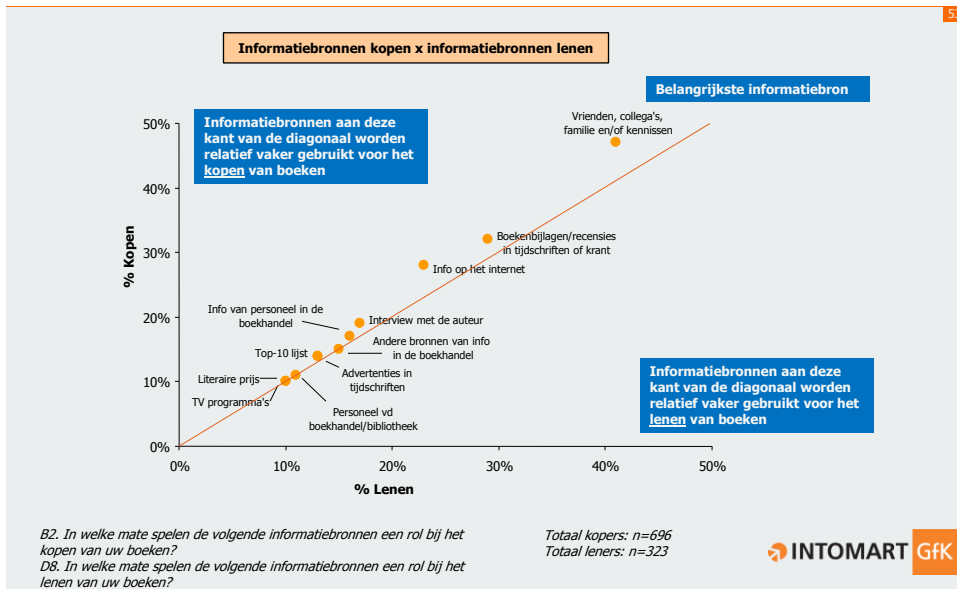 53
Informatiebronnen kopen x informatiebronnen lenen
Belangrijkste informatiebron
Informatiebronnen aan deze
kant van de diagonaal worden
relatief vaker gebruikt voor het
kopen van boeken
Vrienden, collega's,
familie en/of kennissen
50%
40%
30%
20%
10%
0%
% Kopen
Boekenbijlagen/recensies
in tijdschriften of krant
Info op het internet
Info van personeel in de
boekhandel
Interview met de auteur
Andere bronnen van info
in de boekhandel
Top-10 lijst
Advertenties in
tijdschriften
Literaire prijs
TV programma's
Personeel vd
boekhandel/bibliotheek
Informatiebronnen aan deze
kant van de diagonaal worden
relatief vaker gebruikt voor het
lenen van boeken
0%
10%
20%
30%
40%
50%
% Lenen
B2. In welke mate spelen de volgende informatiebronnen een rol bij het
kopen van uw boeken?
D8. In welke mate spelen de volgende informatiebronnen een rol bij het
lenen van uw boeken?
Totaal kopers: n=696
Totaal leners: n=323
INTOMART GfK